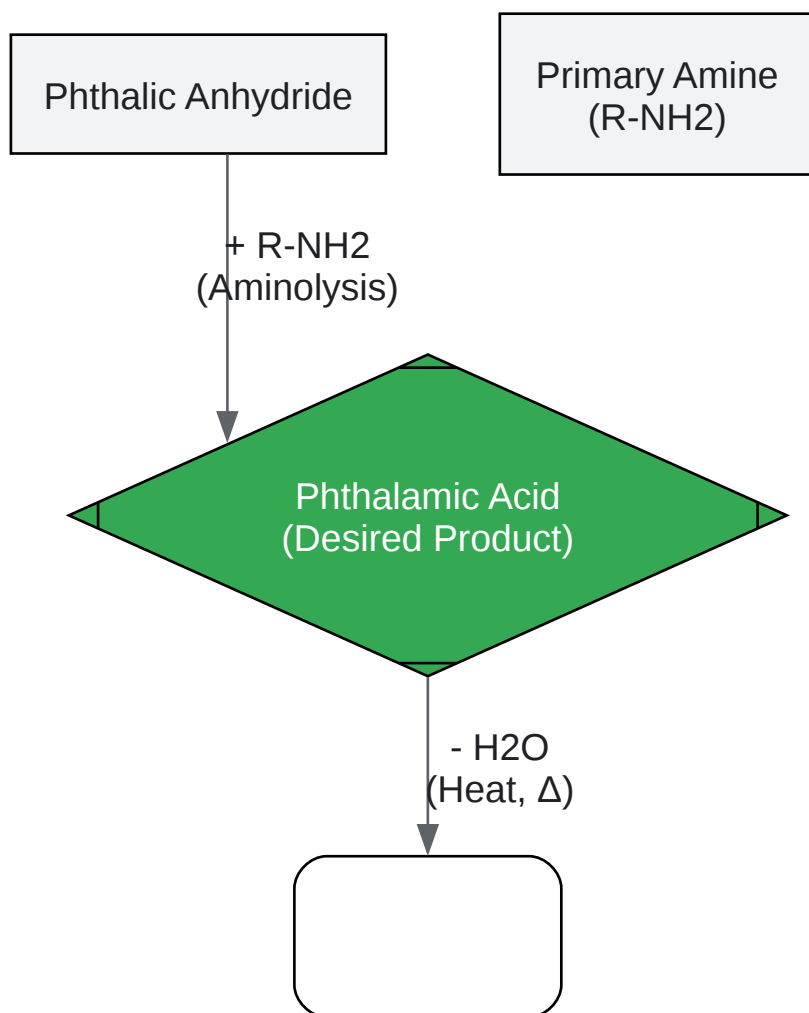 Phthalic Anhydride
Primary Amine
(R-NH2)
+ R-NH2
(Aminolysis)
Phthalamic Acid
(Desired Product)
- H2O
(Heat, Δ)